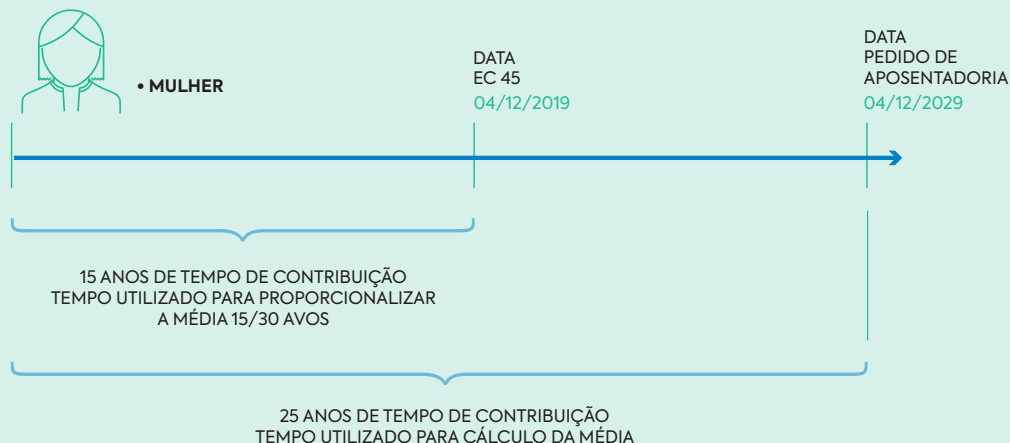 • MULHER
DATA
EC 45
04/12/2019
DATA
PEDIDO DE
APOSENTADORIA
04/12/2029
15 ANOS DE TEMPO DE CONTRIBUIÇÃO
TEMPO UTILIZADO PARA PROPORCIONALIZAR
A MÉDIA 15/30 AVOS
25 ANOS DE TEMPO DE CONTRIBUIÇÃO
TEMPO UTILIZADO PARA CÁLCULO DA MÉDIA